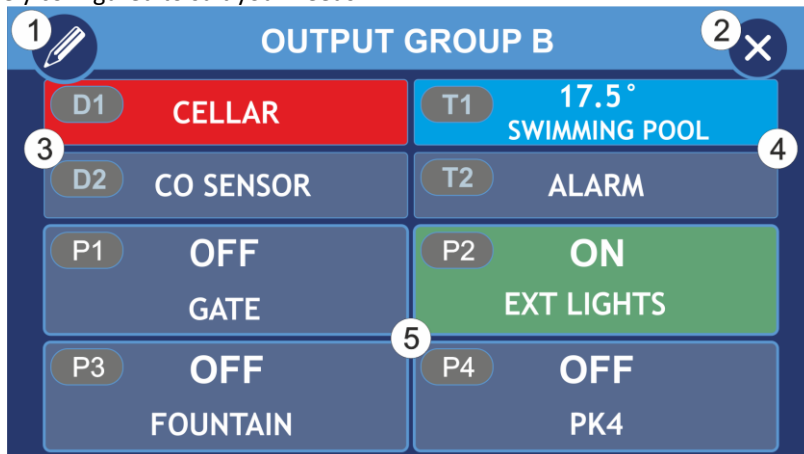 1
OUTPUT GROUP B
2
D1
CELLAR
T1
17.5°
SWIMMING POOL
3
4
D2
CO SENSOR
T2
ALARM
P1
OFF
GATE
P2
ON
EXT LIGHTS
5
P3
OFF
FOUNTAIN
P4
OFF
PK4